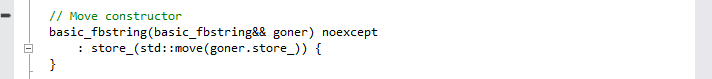 // Move constructor
basic_fbstring(basic_fbstring&& goner) noexcept
    : store_(std::move(goner.store_)) {
}